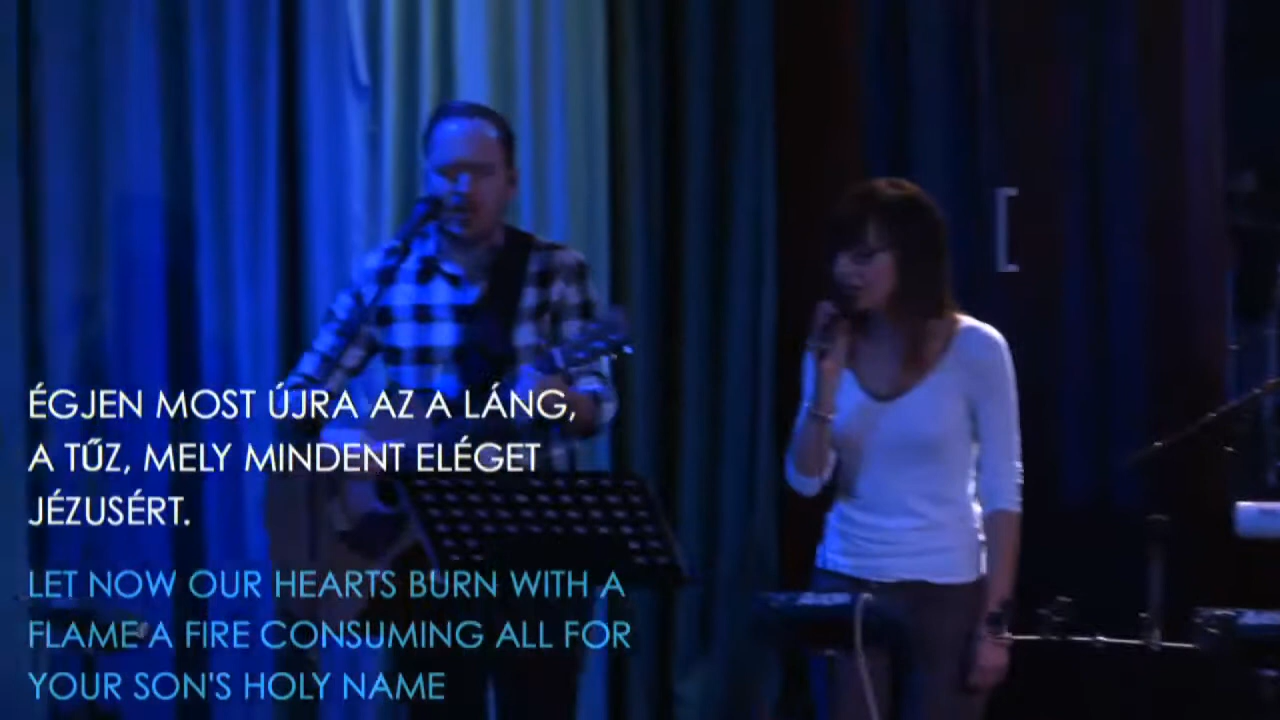 ÉGJEN MOST ÚJRA AZ A LÁNG,
A TŰZ, MELY MINDENT ELÉGET
JÉZUSÉRT.
LET NOW OUR HEARTS BURN WITH A
FLAME A FIRE CONSUMING ALL FOR
YOUR SON'S HOLY NAME